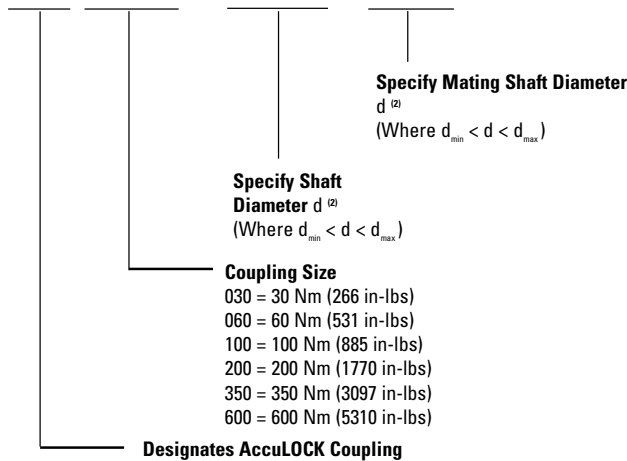 Specify Mating Shaft Diameter
d (2)
(Where dmin < d < dmax)
Specify Shaft
Diameter d (2)
(Where dmin < d < dmax)
Coupling Size
030 = 30 Nm (266 in-lbs)
060 = 60 Nm (531 in-lbs)
100 = 100 Nm (885 in-lbs)
200 = 200 Nm (1770 in-lbs)
350 = 350 Nm (3097 in-lbs)
600 = 600 Nm (5310 in-lbs)
Designates AccuLOCK Coupling